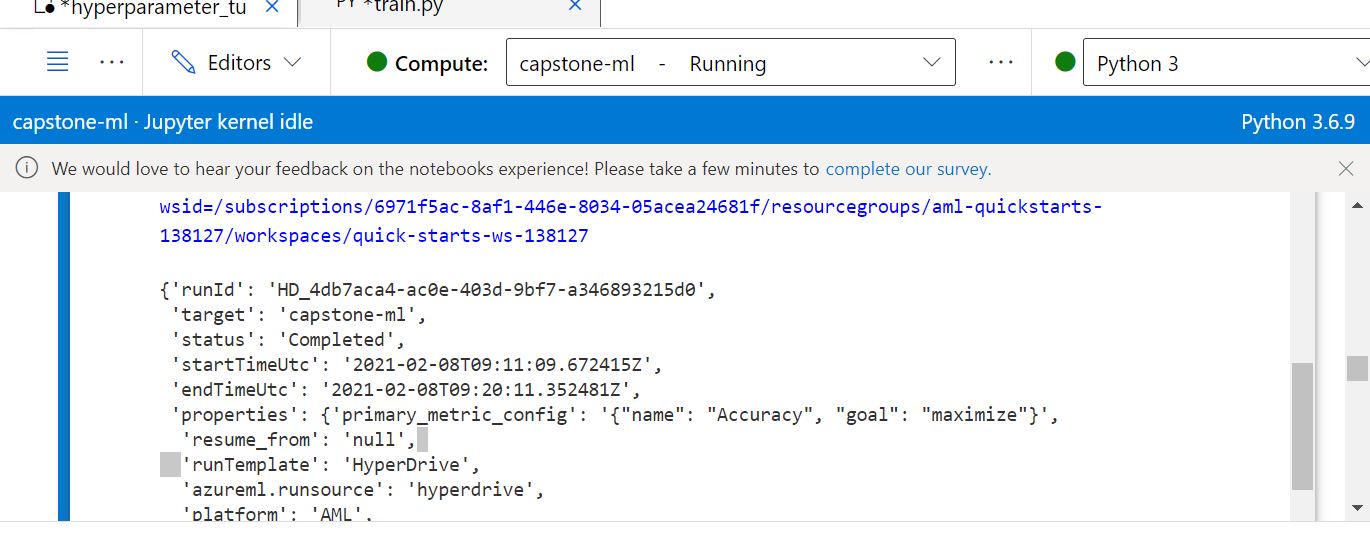 *hyperparameter_tu
*train.py
Editors
Compute: capstone-ml - Running
Python 3
capstone-ml · Jupyter kernel idle
Python 3.6.9
We would love to hear your feedback on the notebooks experience! Please take a few minutes to complete our survey.
wsid=/subscriptions/6971f5ac-8af1-446e-8034-05acea24681f/resourcegroups/aml-quickstarts-
138127/workspaces/quick-starts-ws-138127
{'runId': 'HD_4db7aca4-ac0e-403d-9bf7-a346893215d0',
'target': 'capstone-ml',
'status': 'Completed',
'startTimeUtc': '2021-02-08T09:11:09.672415Z',
'endTimeUtc': '2021-02-08T09:20:11.352481Z',
'properties': {'primary_metric_config': '{"name": "Accuracy", "goal": "maximize"}',
'resume_from': 'null',
'runTemplate': 'HyperDrive',
'azureml.runsource': 'hyperdrive',
'platform': 'AML',